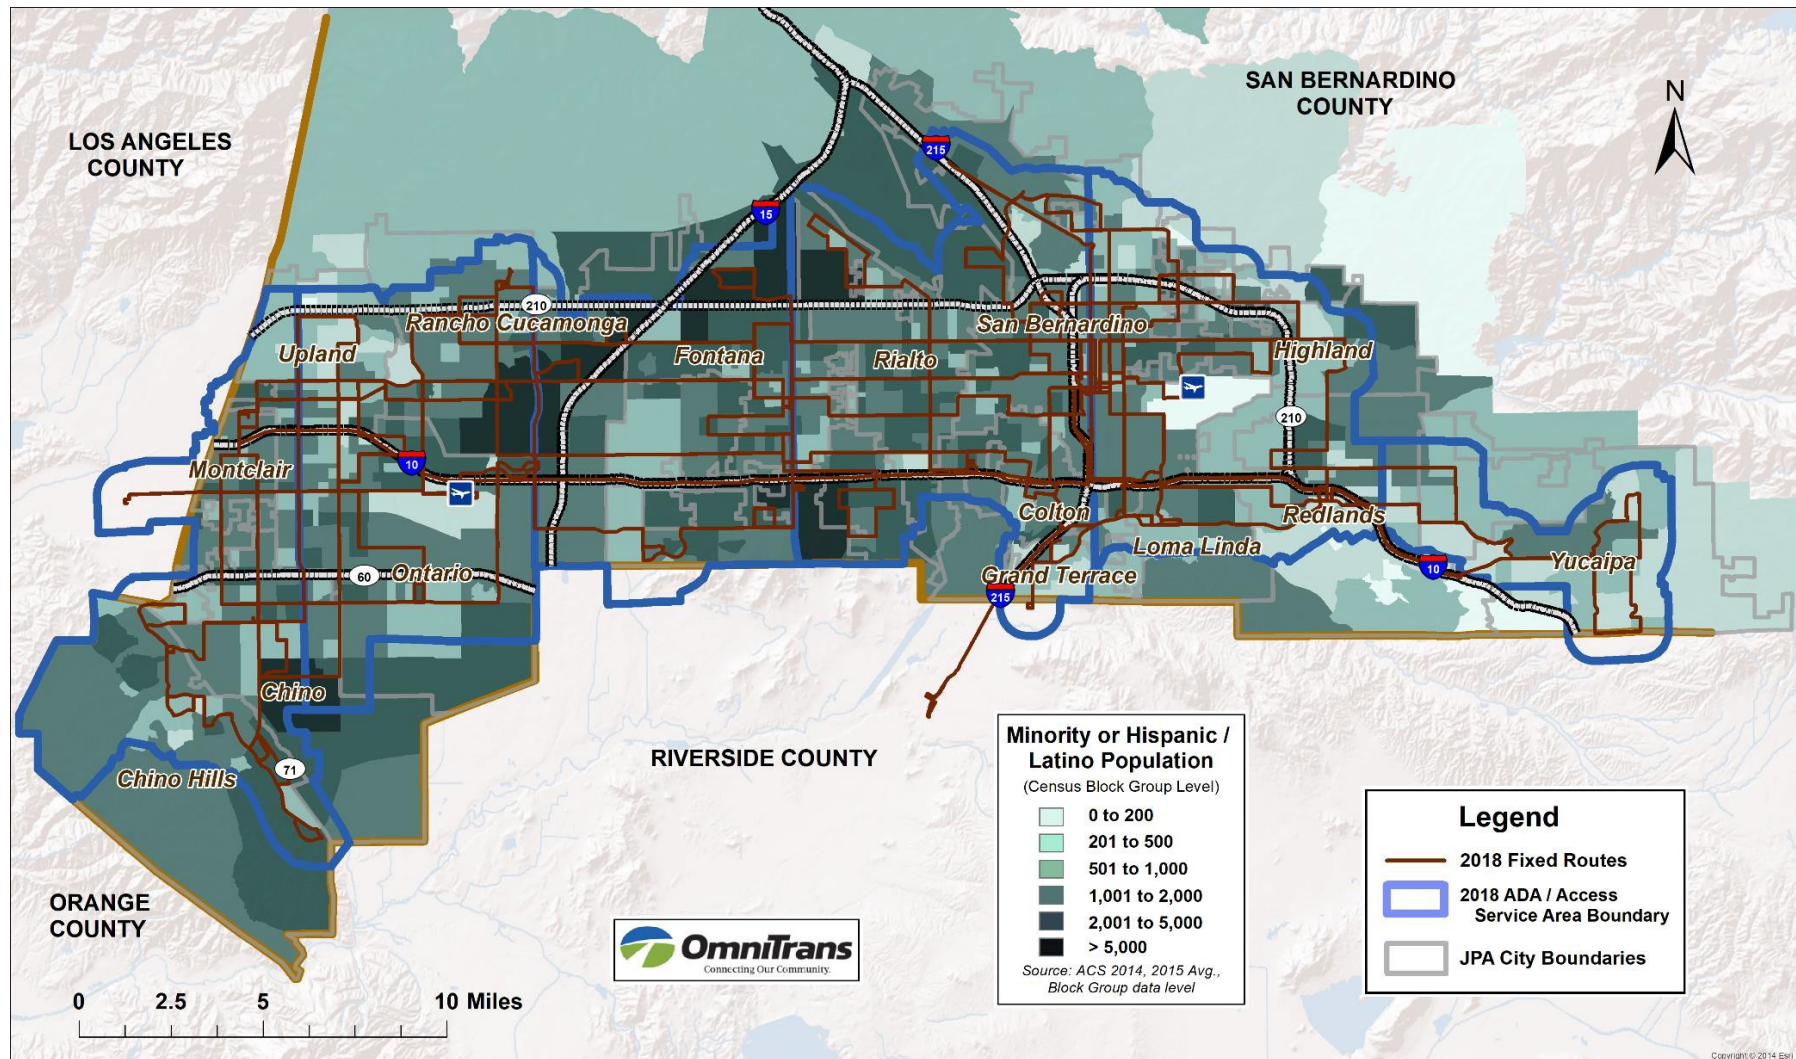 SAN BERNARDINO
COUNTY
N
LOS ANGELES
COUNTY
215
15
210
Rancho Cucamonga
San Bernardino
Upland
Fontana
Rialto
Highland
210
Montclair
10
Colton
Redlands
Loma Linda
Yucaipa
60
Ontario
Grand Terrace
10
215
Chino
71
Chino Hills
RIVERSIDE COUNTY
ORANGE
COUNTY
Minority or Hispanic /
Latino Population
(Census Block Group Level)
0 to 200
201 to 500
501 to 1,000
1,001 to 2,000
2,001 to 5,000
> 5,000
Source: ACS 2014, 2015 Avg.,
Block Group data level
Legend
2018 Fixed Routes
2018 ADA / Access
Service Area Boundary
JPA City Boundaries
OmniTrans
Connecting Our Community.
0 2.5 5 10 Miles
Copyright:© 2014 Esri